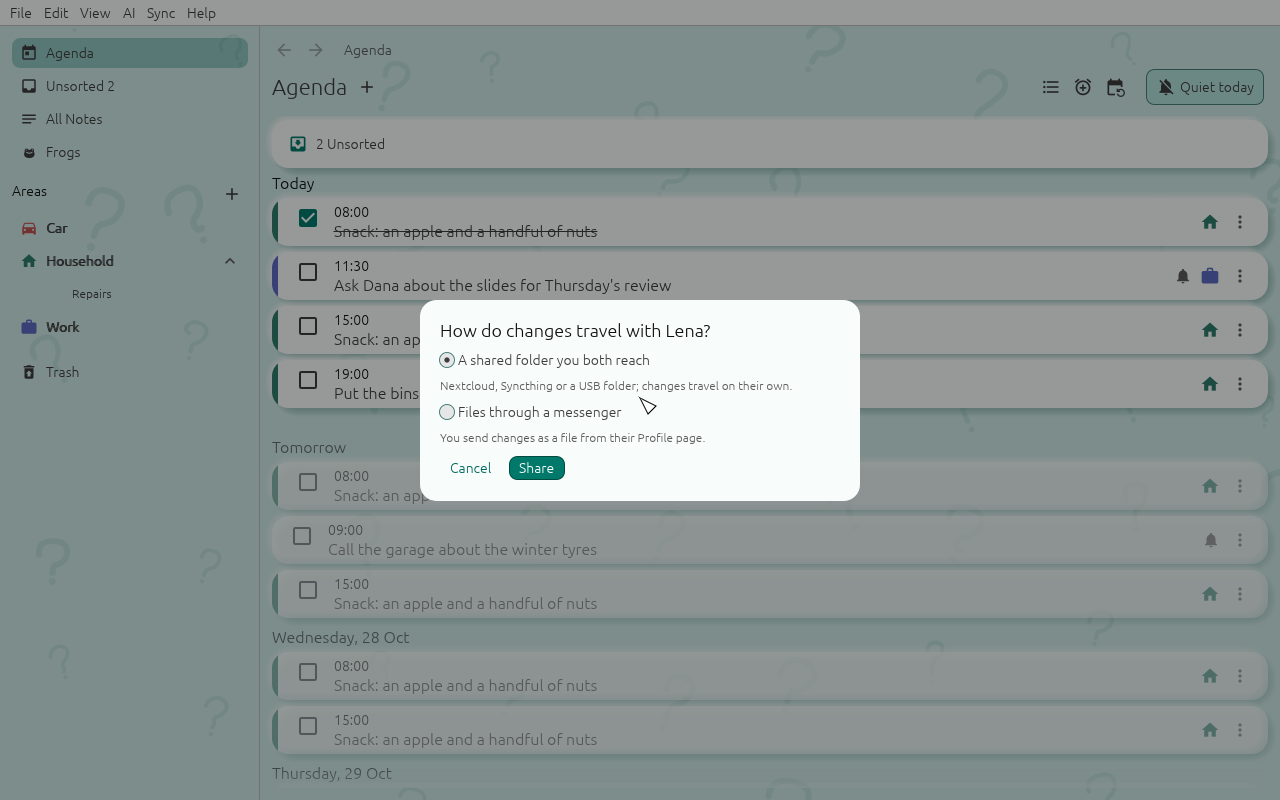 File Edit View AI Sync Help
Agenda
Unsorted 2
All Notes
Frogs
Areas
Car
Household
Repairs
Work
Trash
Agenda
Agenda
Quiet today
2 Unsorted
Today
08:00
Snack: an apple and a handful of nuts
11:30
Ask Dana about the slides for Thursday's review
15:00
Snack: an ap
19:00
Put the bins
How do changes travel with Lena?
A shared folder you both reach
Nextcloud, Syncthing or a USB folder; changes travel on their own.
Files through a messenger
You send changes as a file from their Profile page.
Cancel Share
Tomorrow
08:00
Snack: an app
09:00
Call the garage about the winter tyres
15:00
Snack: an apple and a handful of nuts
Wednesday, 28 Oct
08:00
Snack: an apple and a handful of nuts
15:00
Snack: an apple and a handful of nuts
Thursday, 29 Oct